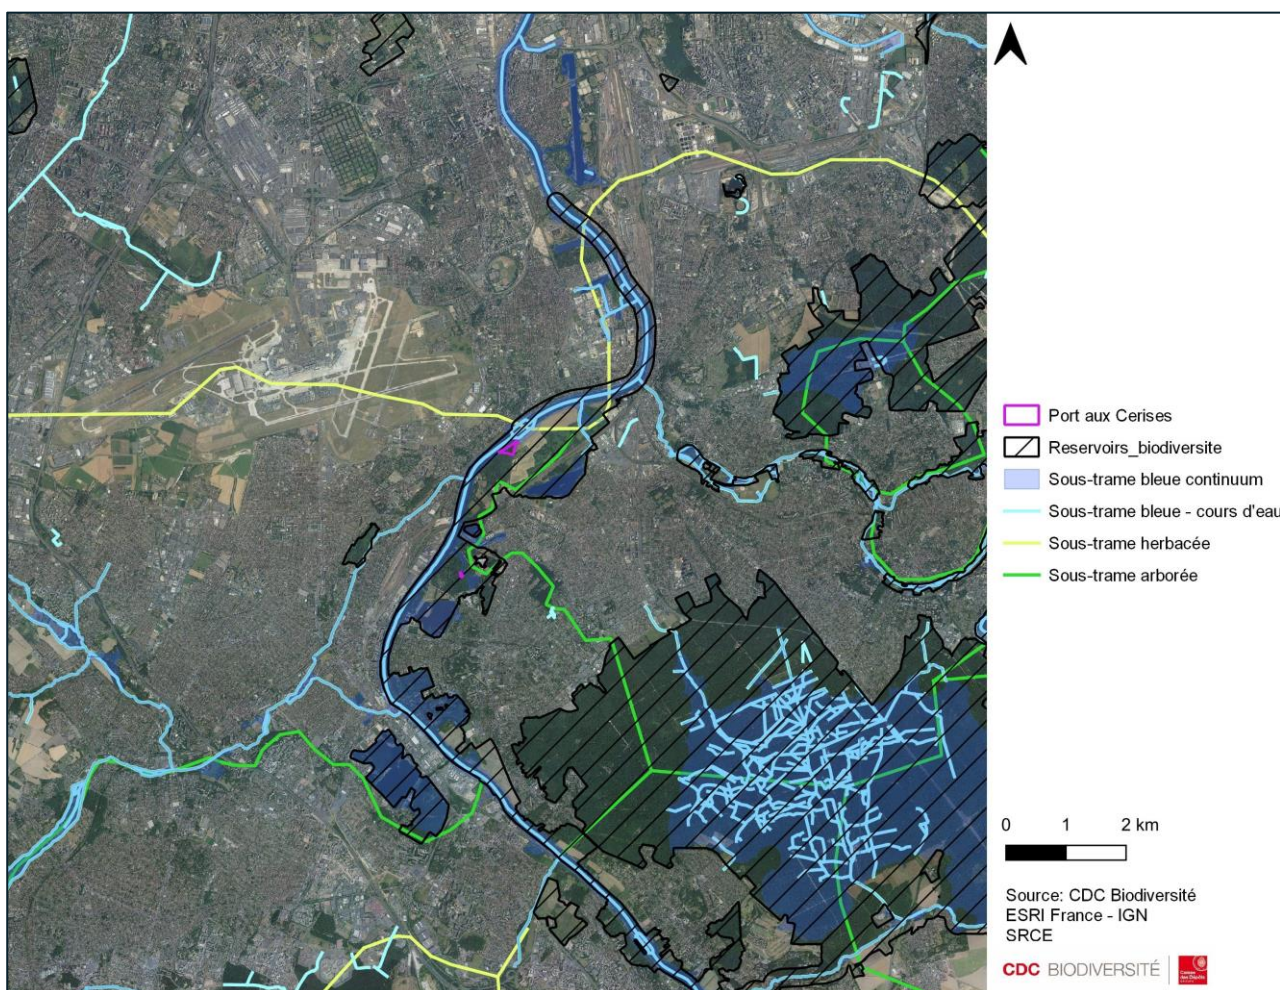 Port aux Cerises
Reservoirs_biodiversite
Sous-trame bleue continuum
Sous-trame bleue - cours d'eau
Sous-trame herbacée
Sous-trame arborée
0 1 2 km
Source: CDC Biodiversité
ESRI France - IGN
SRCE
CDC BIODIVERSITÉ